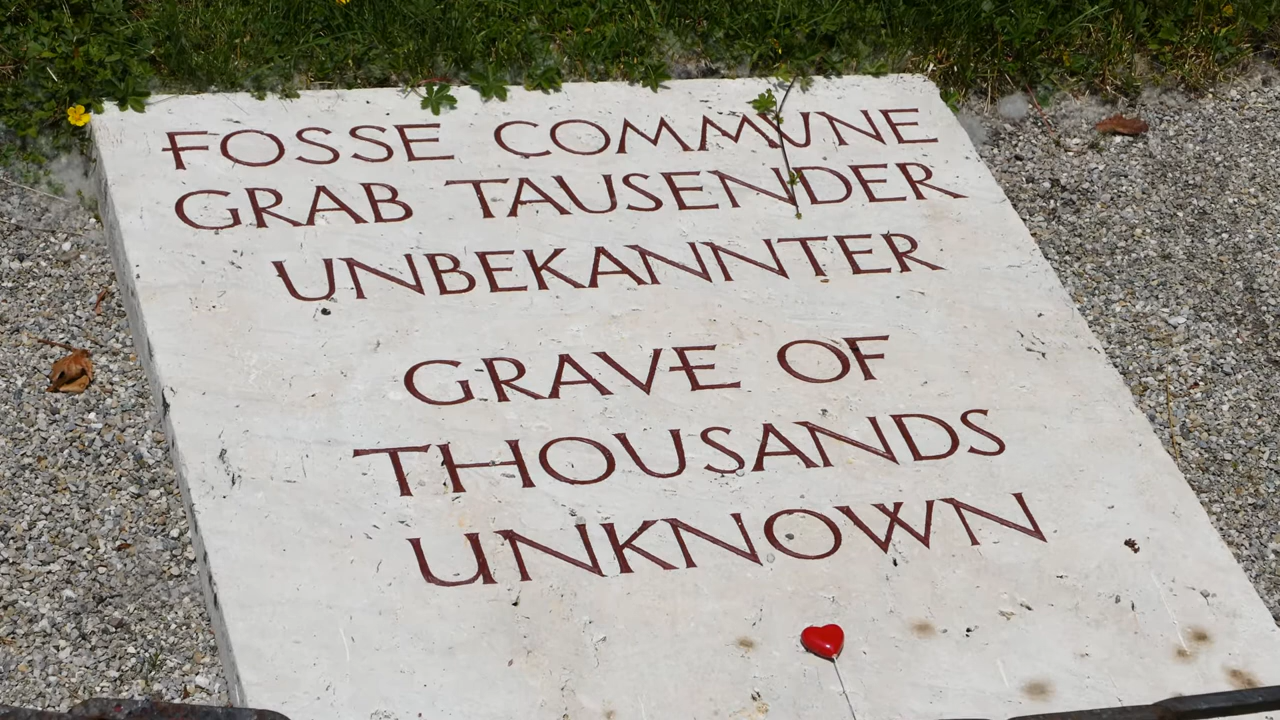 FOSSE COMMUNE
GRAB TAUSENDER
UNBEKANNTER
GRAVE OF
THOUSANDS
UNKNOWN